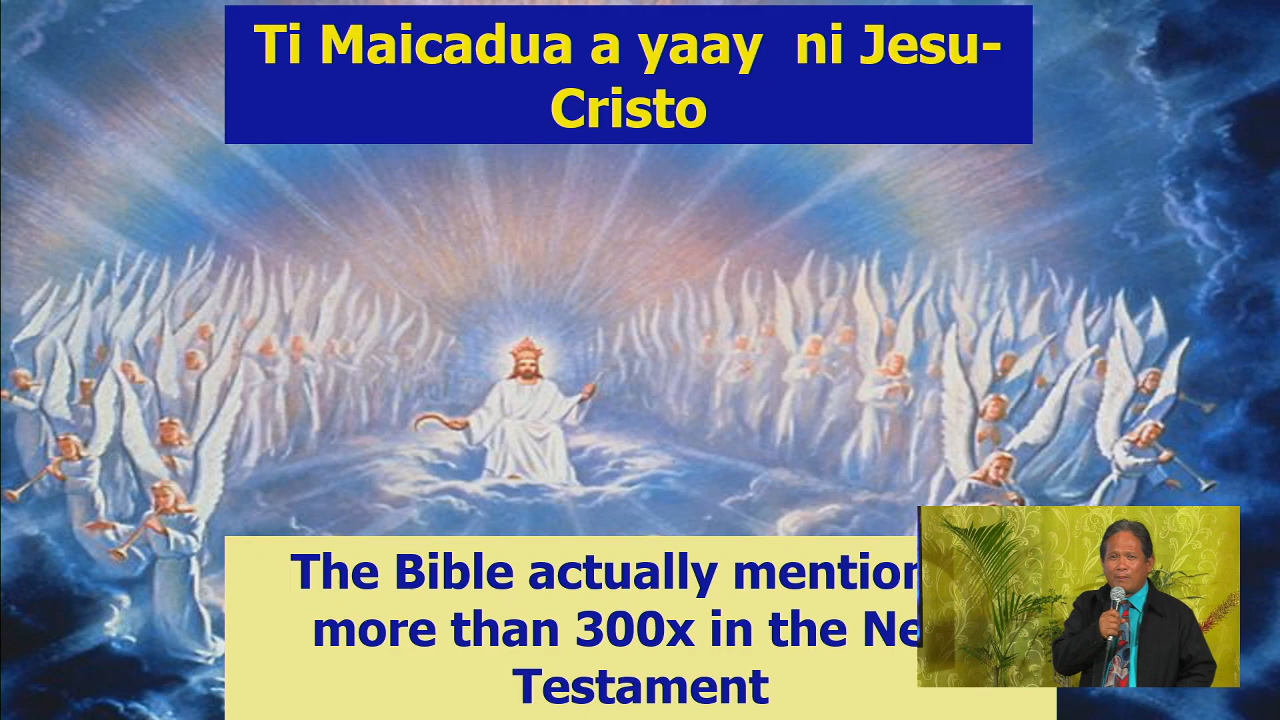 Ti Maicadua a yaay ni Jesu-
Cristo
The Bible actually mention
more than 300x in the Ne
Testament